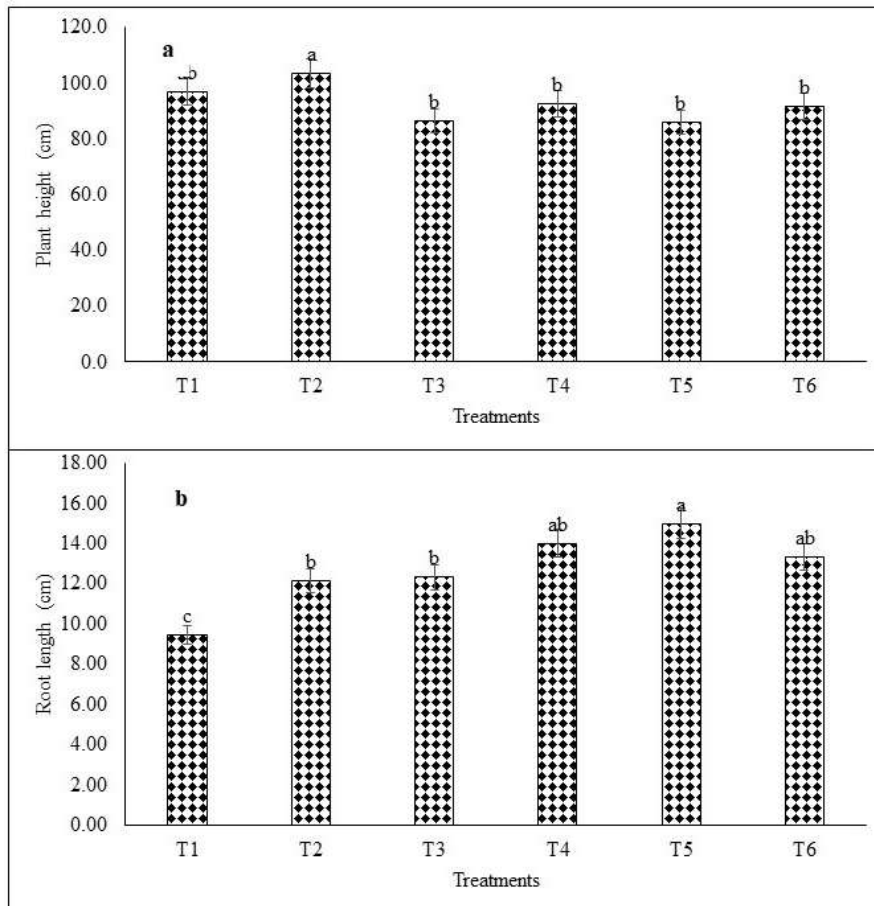 120.0
a
a
100.0
b
b
b
b
80.0
60.0
40.0
20.0
0.0
Plant height (cm)
T1 T2 T3 T4 T5 T6
Treatments
18.00
b
16.00
a
14.00
ab
ab
12.00
b
b
10.00
c
8.00
6.00
4.00
2.00
0.00
Root length (cm)
T1 T2 T3 T4 T5 T6
Treatments